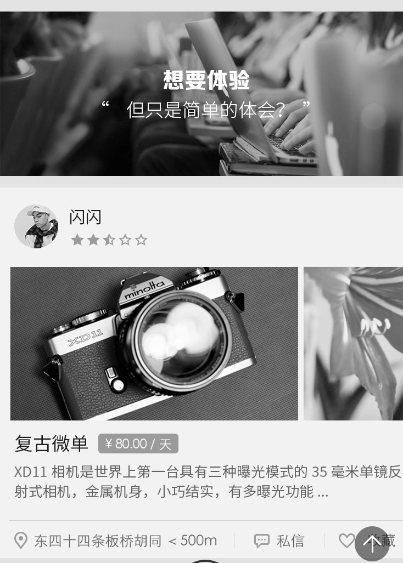 想要体验
“ 但只是简单的体会？ ”
闪闪
minolta
XD 11
复古微单 ¥ 80.00 / 天
XD11 相机是世界上第一台具有三种曝光模式的 35 毫米单镜反
射式相机，金属机身，小巧结实，有多曝光功能 ...
东四十四条板桥胡同 < 500m 私信